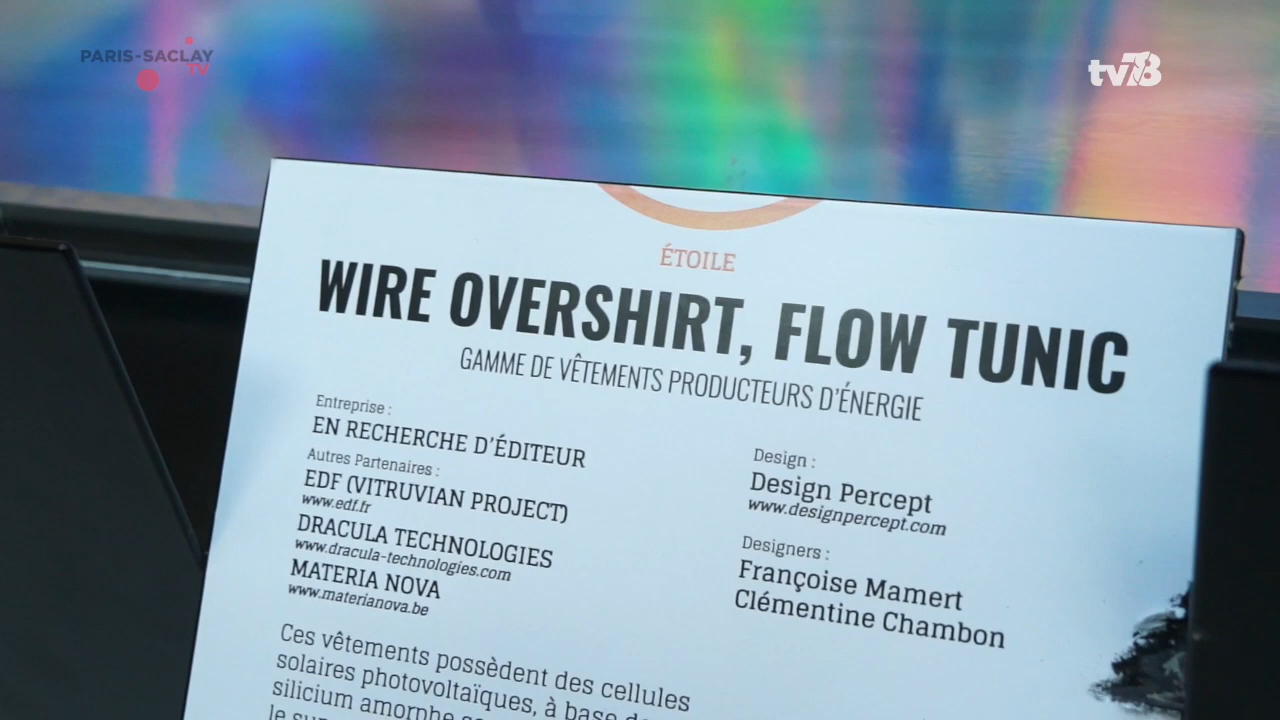 PARIS-SACLAY
TV
tv78
ÉTOILE
WIRE OVERSHIRT, FLOW TUNIC
GAMME DE VÊTEMENTS PRODUCTEURS D'ÉNERGIE
Entreprise :
EN RECHERCHE D'ÉDITEUR
Autres Partenaires :
EDF (VITRUVIAN PROJECT)
www.edf.fr
DRACULA TECHNOLOGIES
www.dracula-technologies.com
MATERIA NOVA
www.materianova.be
Design :
Design Percept
www.designpercept.com
Designers :
Françoise Mamert
Clémentine Chambon
Ces vêtements possèdent des cellules
solaires photovoltaïques, à base de
silicium amorphe
le